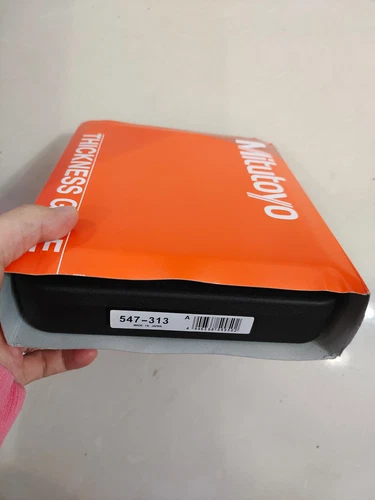 Mitutoyo
THICKNESS G
547-313
A
MADE IN JAPAN